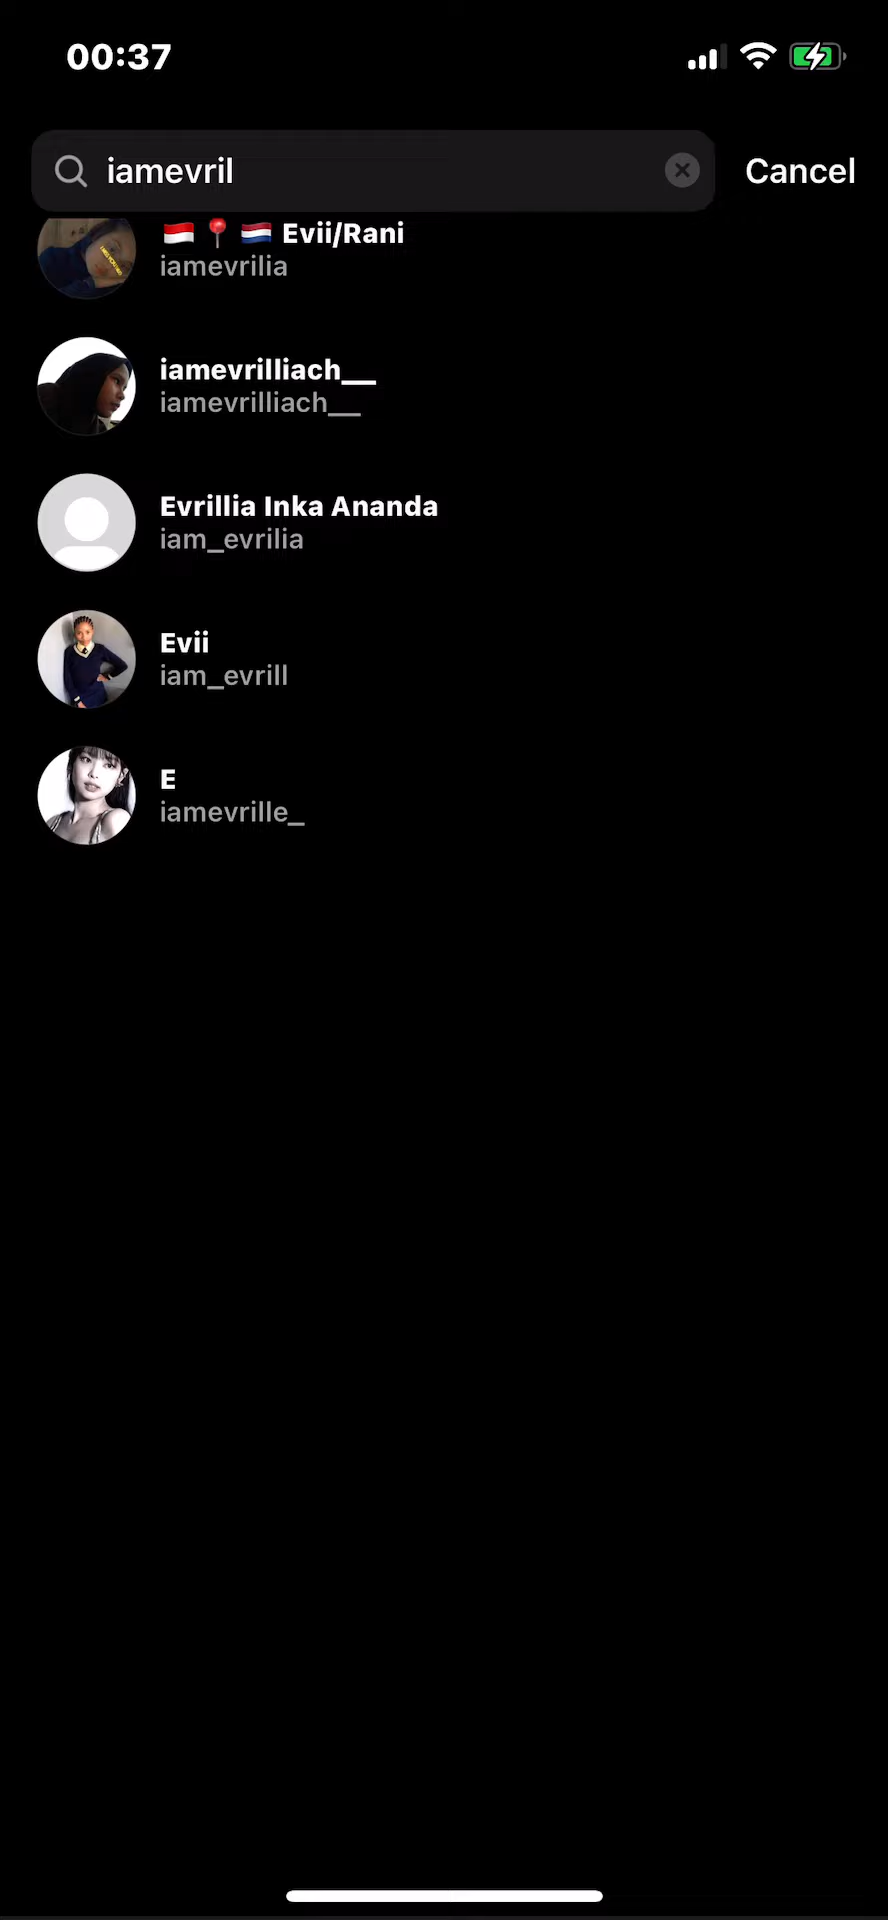 00:37
iamevril
Cancel
🇮🇩 📍 🇳🇱 Evii/Rani
iamevrilia
iamevrilliach__
iamevrilliach__
Evrillia Inka Ananda
iam_evrilia
Evii
iam_evrill
E
iamevrille_